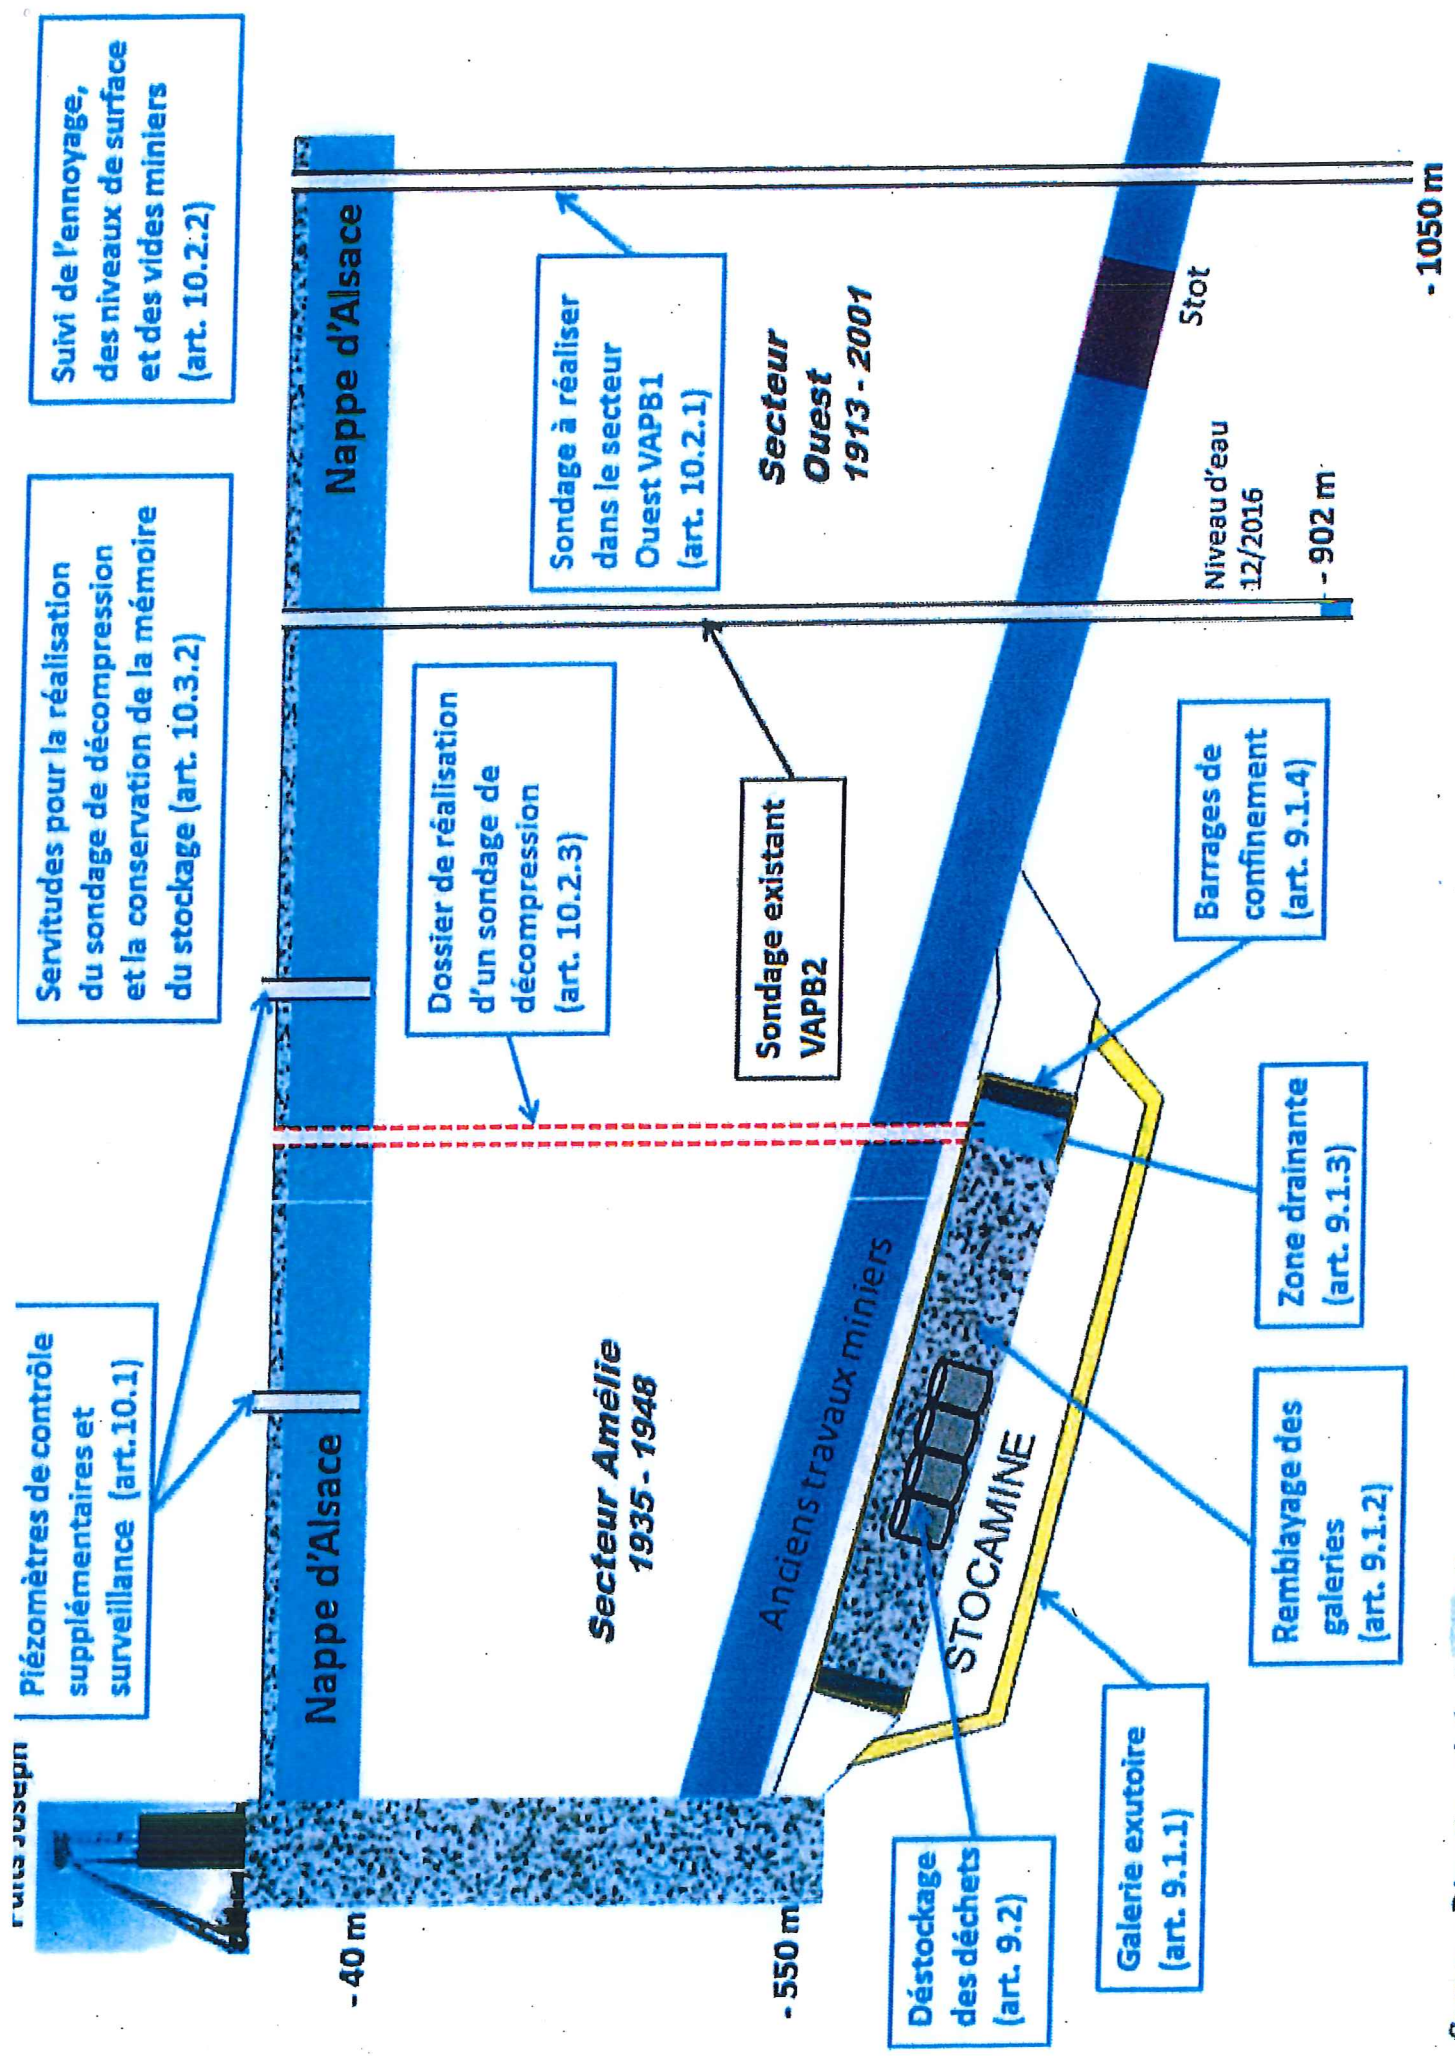 Puits Joseph
Piézomètres de contrôle
supplémentaires et
surveillance (art.10.1)
Servitudes pour la réalisation
du sondage de décompression
et la conservation de la mémoire
du stockage (art. 10.3.2)
Suivi de l'ennoyage,
des niveaux de surface
et des vides miniers
(art. 10.2.2)
- 40 m
Nappe d'Alsace
Nappe d'Alsace
Dossier de réalisation
d'un sondage de
décompression
(art. 10.2.3)
Sondage à réaliser
dans le secteur
Ouest VAPB1
(art. 10.2.1)
Secteur Amélie
1935 - 1948
Sondage existant
VAPB2
Secteur
Ouest
1913 - 2001
- 550 m
Anciens travaux miniers
STOCAMINE
Stot
Déstockage
des déchets
(art. 9.2)
Galerie exutoire
(art. 9.1.1)
Remblayage des
galeries
(art. 9.1.2)
Zone drainante
(art. 9.1.3)
Barrages de
confinement
(art. 9.1.4)
Niveau d'eau
12/2016
- 902 m
- 1050 m